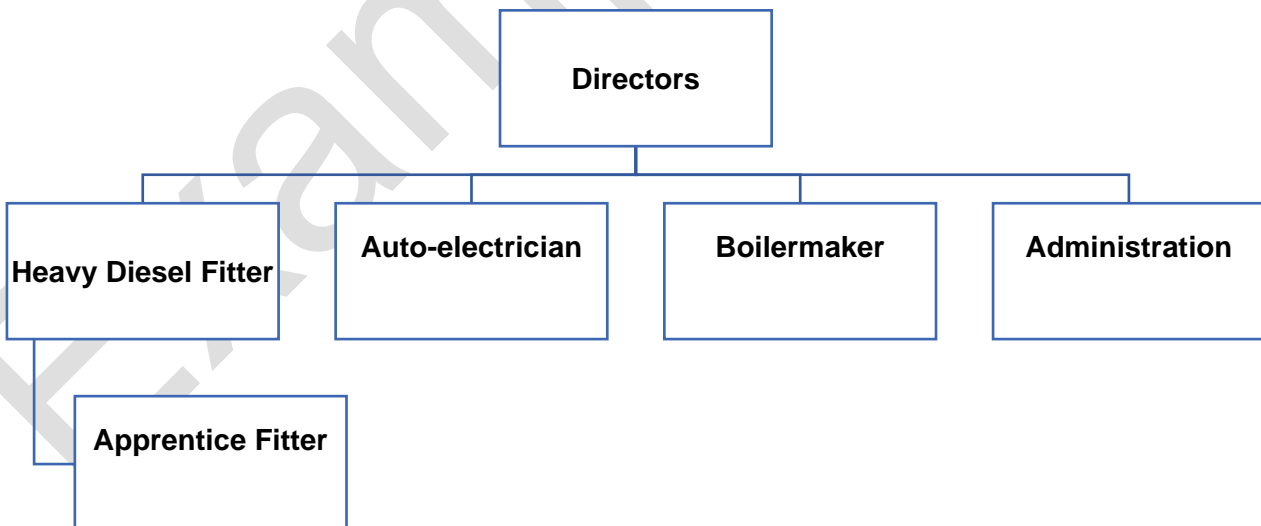 Directors
Heavy Diesel Fitter
Auto-electrician
Boilermaker
Administration
Apprentice Fitter